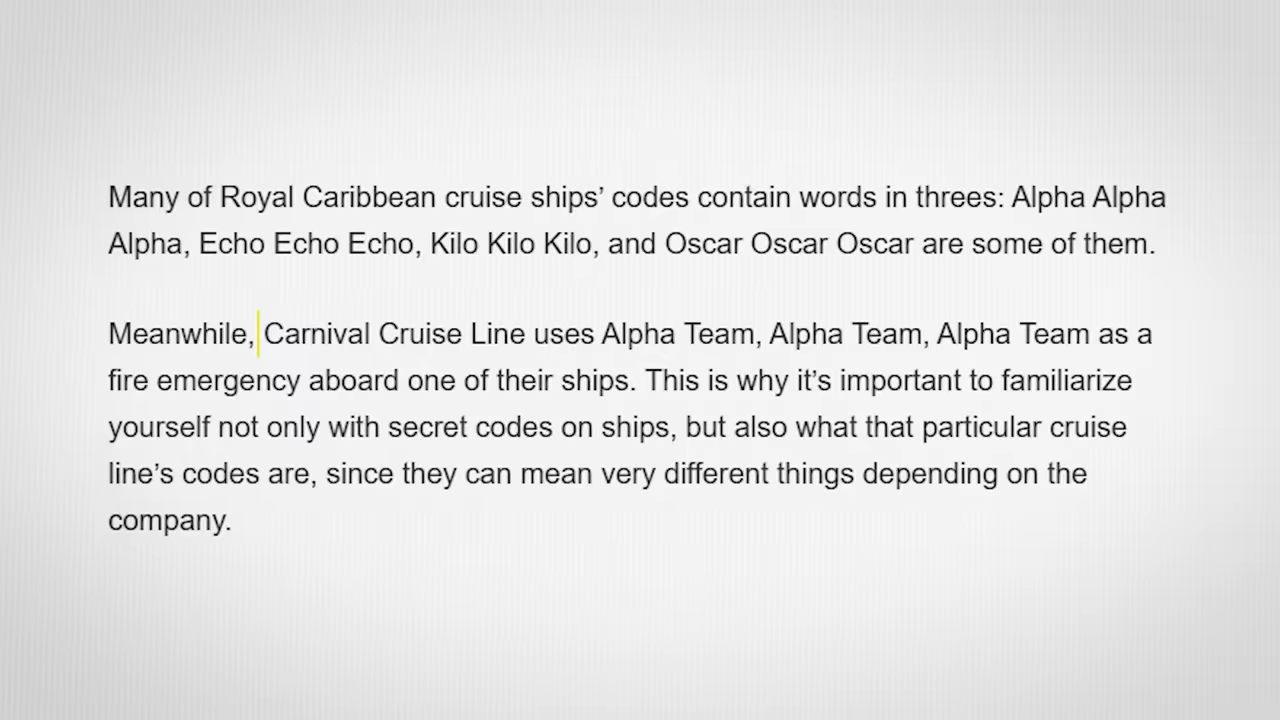 Many of Royal Caribbean cruise ships’ codes contain words in threes: Alpha Alpha
Alpha, Echo Echo Echo, Kilo Kilo Kilo, and Oscar Oscar Oscar are some of them.
Meanwhile, Carnival Cruise Line uses Alpha Team, Alpha Team, Alpha Team as a
fire emergency aboard one of their ships. This is why it’s important to familiarize
yourself not only with secret codes on ships, but also what that particular cruise
line’s codes are, since they can mean very different things depending on the
company.